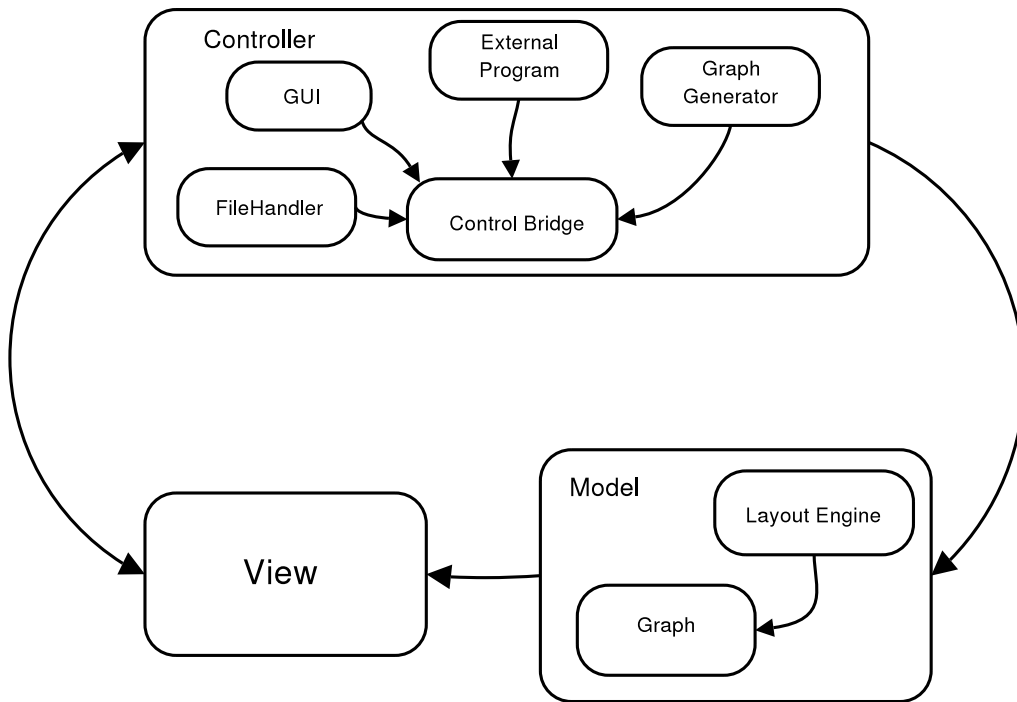 Controller
External
Program
Graph
Generator
GUI
FileHandler
Control Bridge
Model
Layout Engine
View
Graph